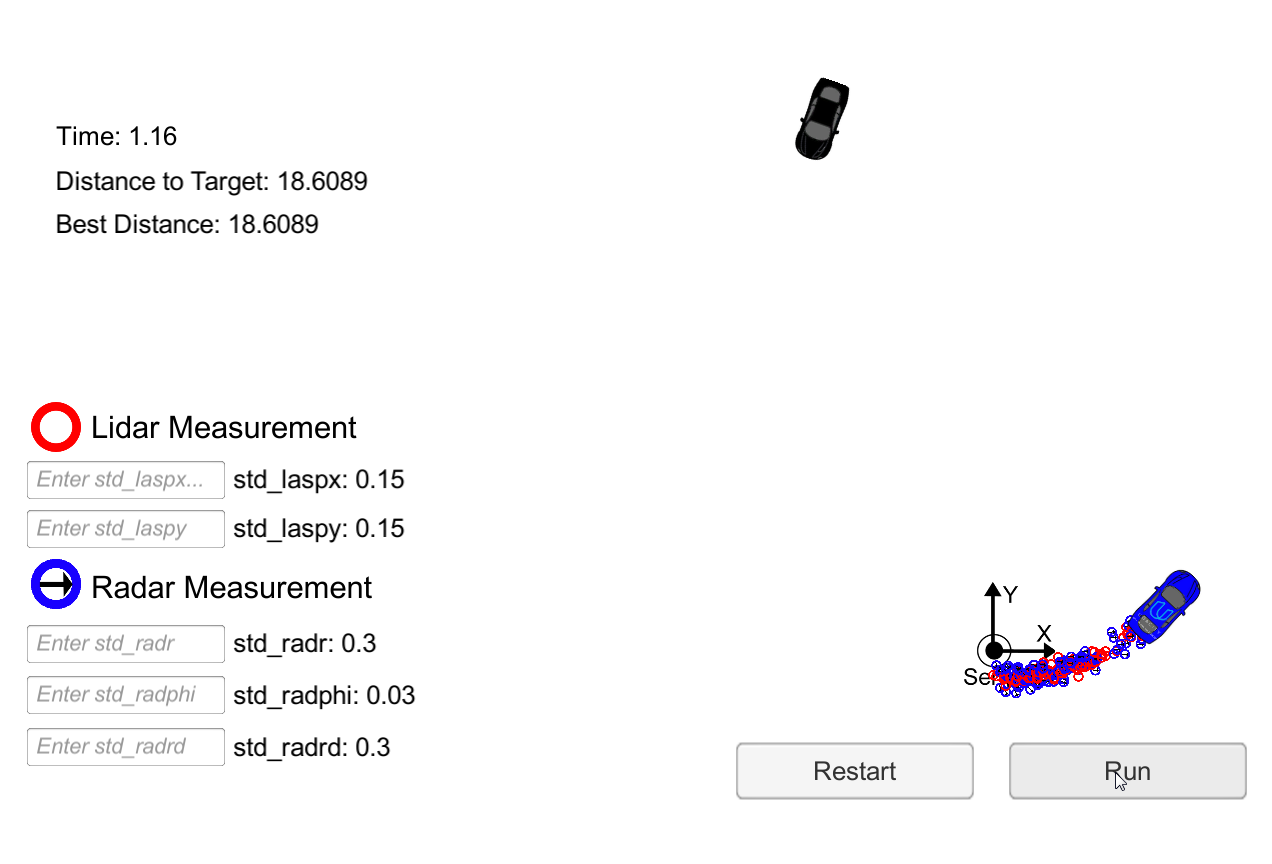 Time: 1.16
Distance to Target: 18.6089
Best Distance: 18.6089
Lidar Measurement
Enter std_laspx... std_laspx: 0.15
Enter std_laspy std_laspy: 0.15
Radar Measurement
Enter std_radr std_radr: 0.3
Enter std_radphi std_radphi: 0.03
Enter std_radrd std_radrd: 0.3
Y
X
Restart
Run